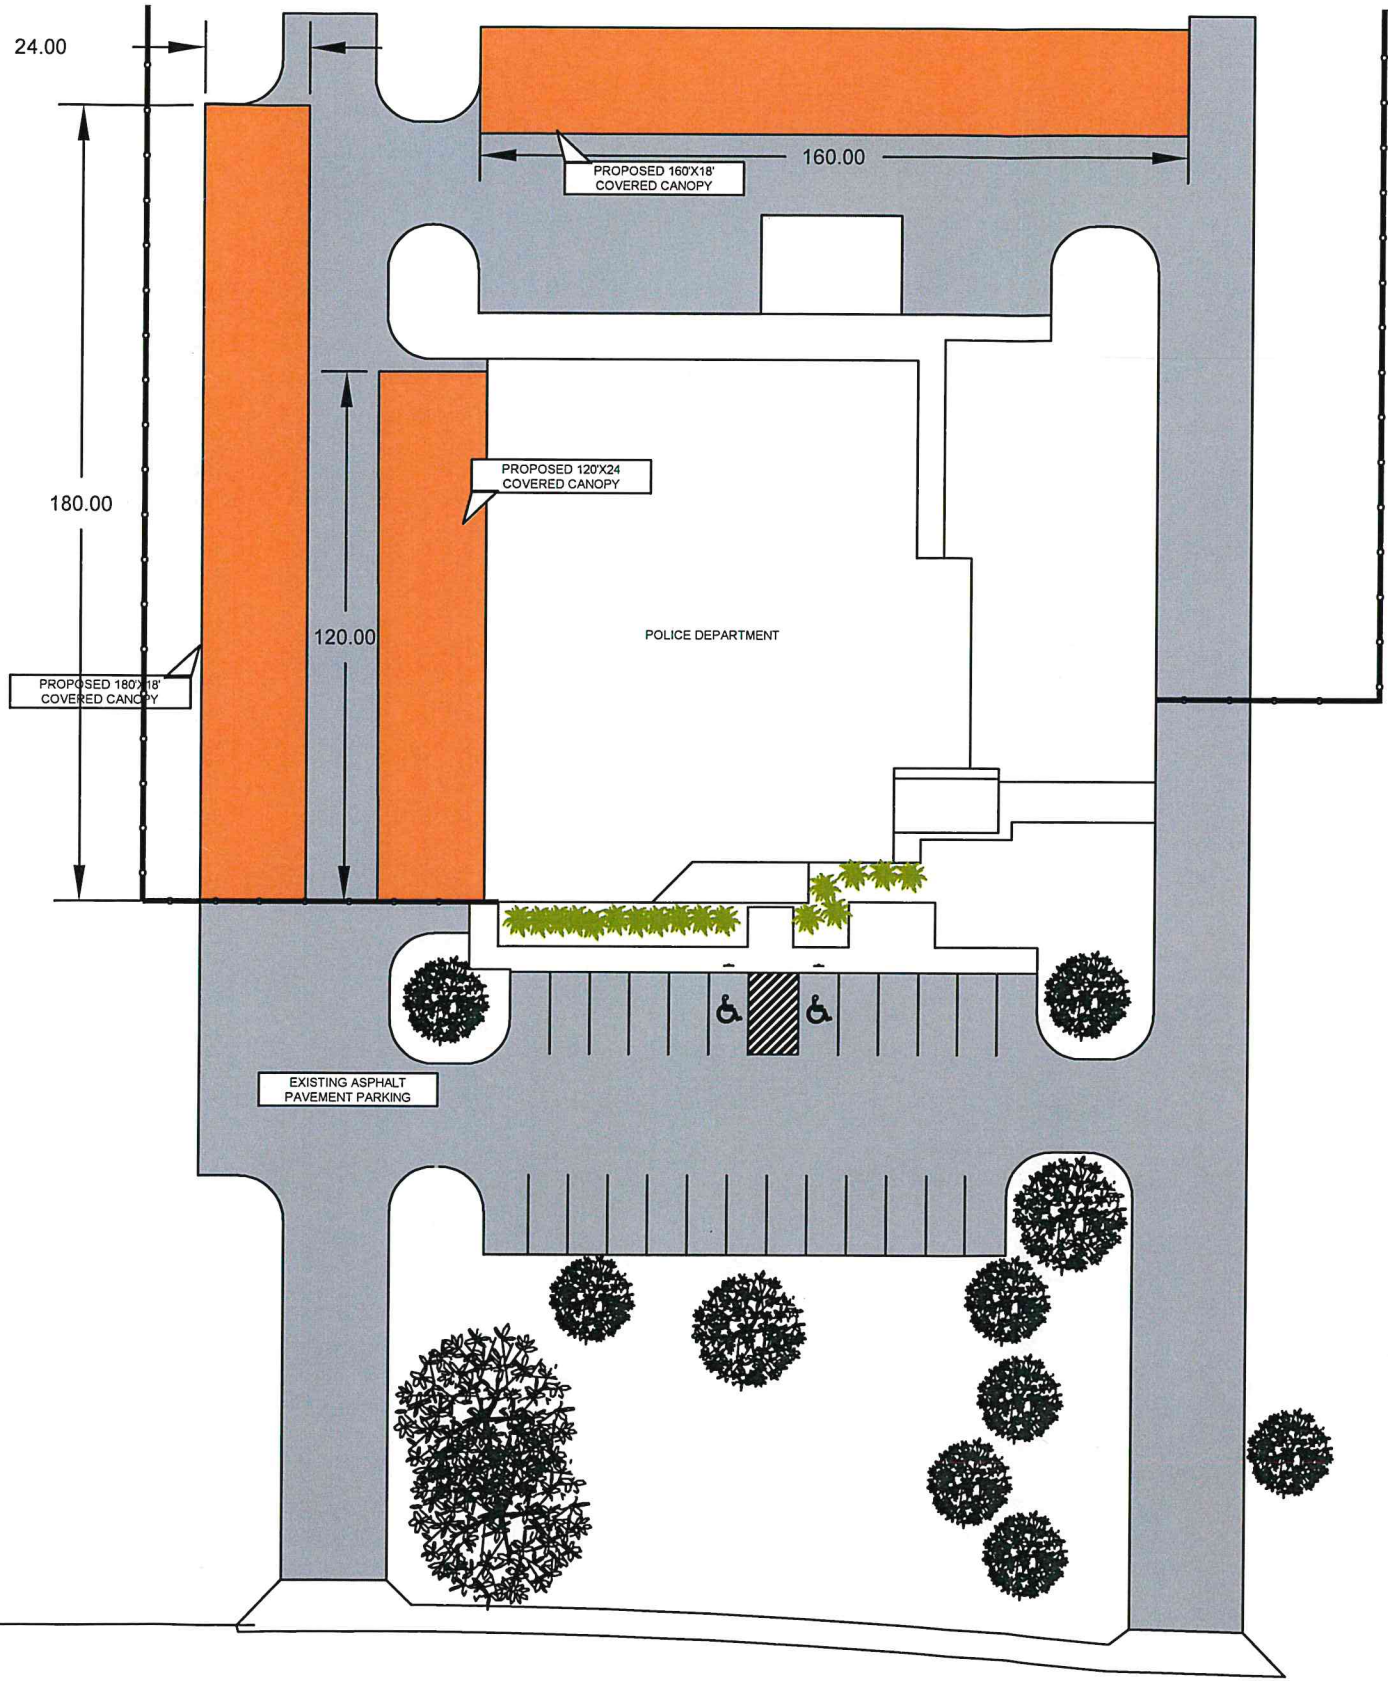 24.00
160.00
PROPOSED 160'X18'
COVERED CANOPY
PROPOSED 120'X24
COVERED CANOPY
180.00
120.00
POLICE DEPARTMENT
PROPOSED 180'X18'
COVERED CANOPY
EXISTING ASPHALT
PAVEMENT PARKING